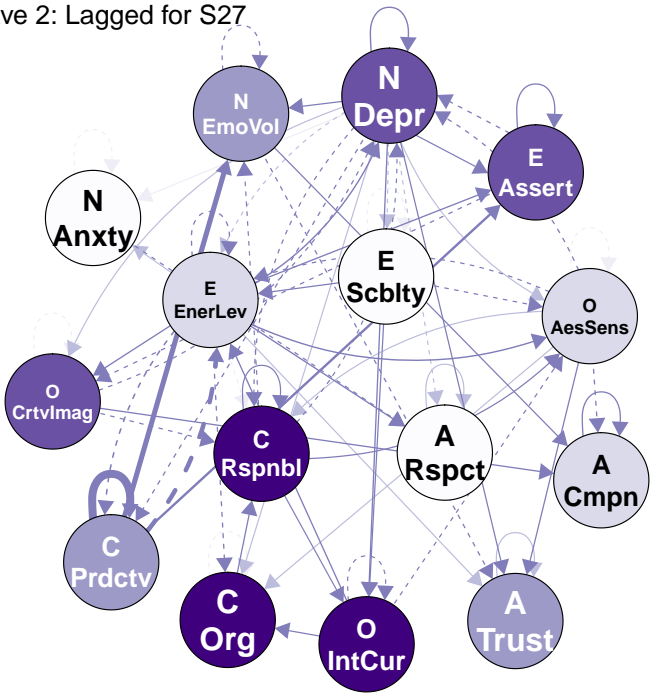 ve 2: Lagged for S27
N
Depr
N
EmoVol
E
Assert
N
Anxty
E
Scblty
E
EnerLev
O
AesSens
O
CrtvImag
C
Rspnbl
A
Rspct
A
Cmpn
C
Prdctv
C
Org
O
IntCur
A
Trust